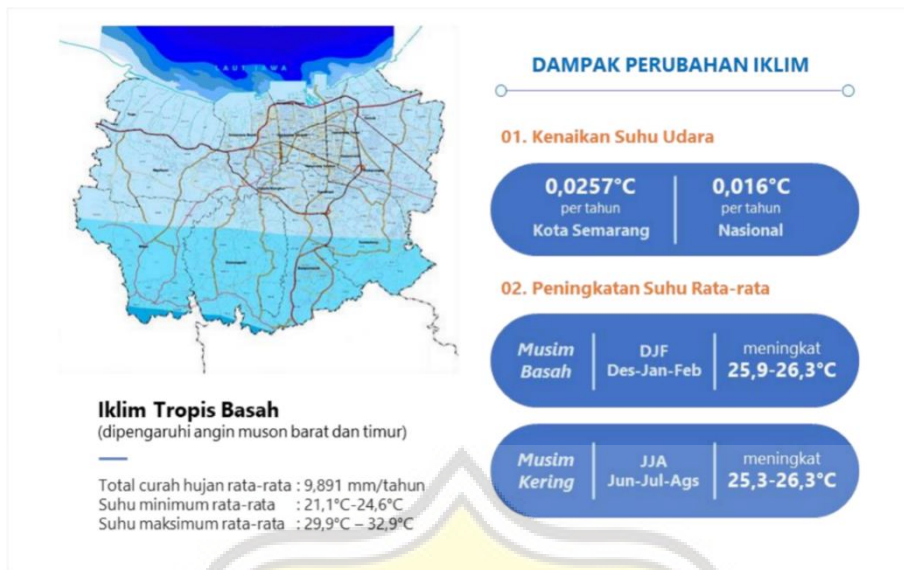 LAUT JAWA
Iklim Tropis Basah
(dipengaruhi angin muson barat dan timur)
Total curah hujan rata-rata : 9,891 mm/tahun
Suhu minimum rata-rata : 21,1°C-24,6°C
Suhu maksimum rata-rata : 29,9°C – 32,9°C
DAMPAK PERUBAHAN IKLIM
01. Kenaikan Suhu Udara
0,0257°C
per tahun
Kota Semarang
0,016°C
per tahun
Nasional
02. Peningkatan Suhu Rata-rata
Musim
Basah
DJF
Des-Jan-Feb
meningkat
25,9-26,3°C
Musim
Kering
JJA
Jun-Jul-Ags
meningkat
25,3-26,3°C